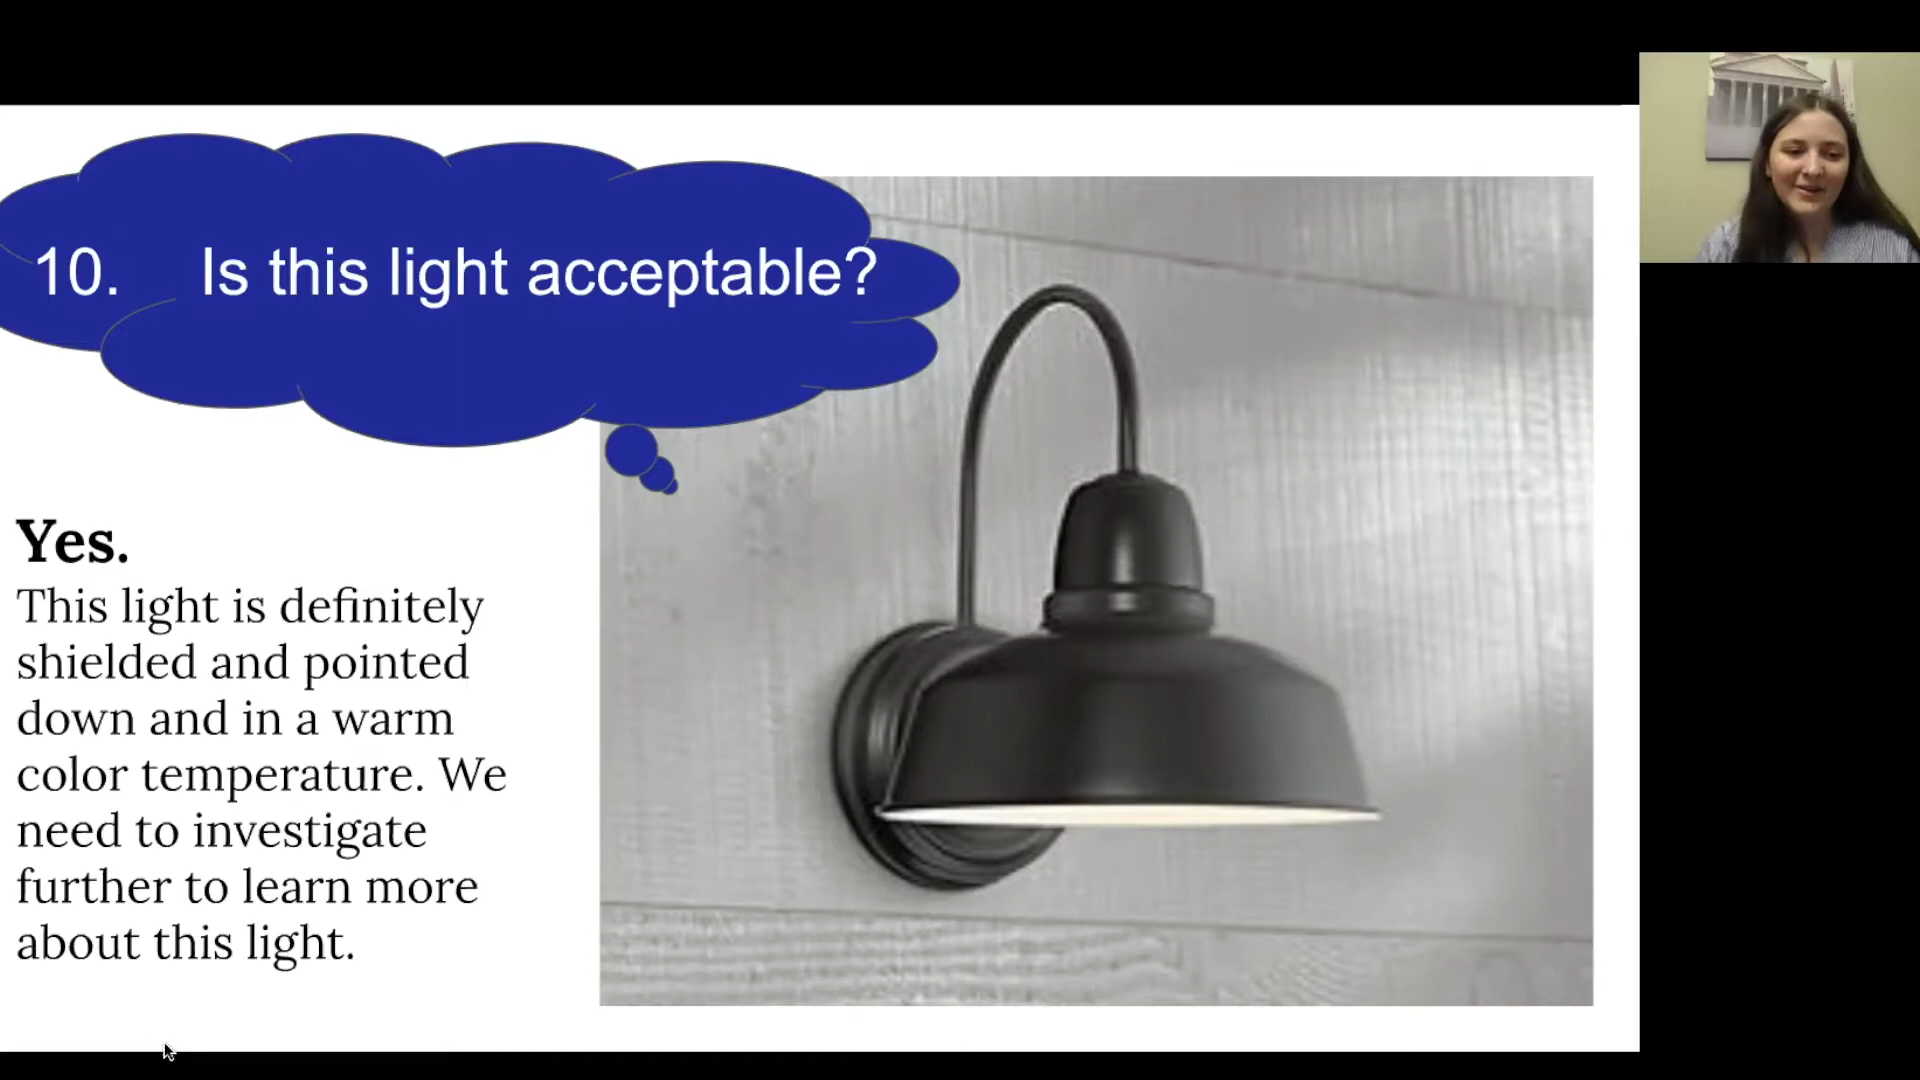 10. Is this light acceptable?
Yes.
This light is definitely
shielded and pointed
down and in a warm
color temperature. We
need to investigate
further to learn more
about this light.